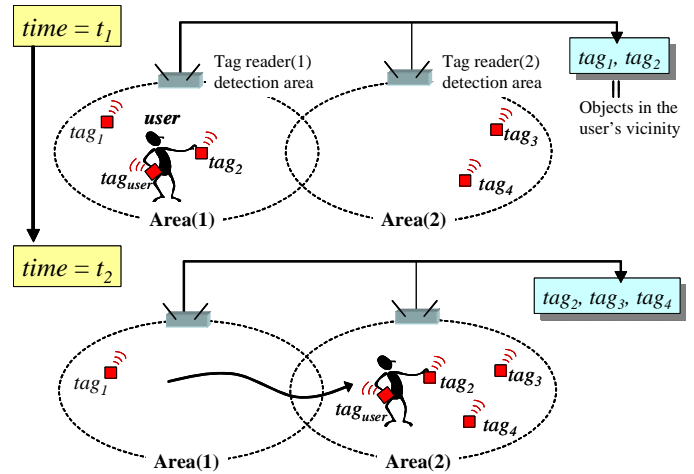 time = t1
Tag reader(1)
detection area
Tag reader(2)
detection area
tag1, tag2
Objects in the
user's vicinity
user
tag1
tag2
taguser
tag3
tag4
Area(1)
Area(2)
time = t2
tag2, tag3, tag4
tag1
tag2
taguser
tag3
tag4
Area(1)
Area(2)